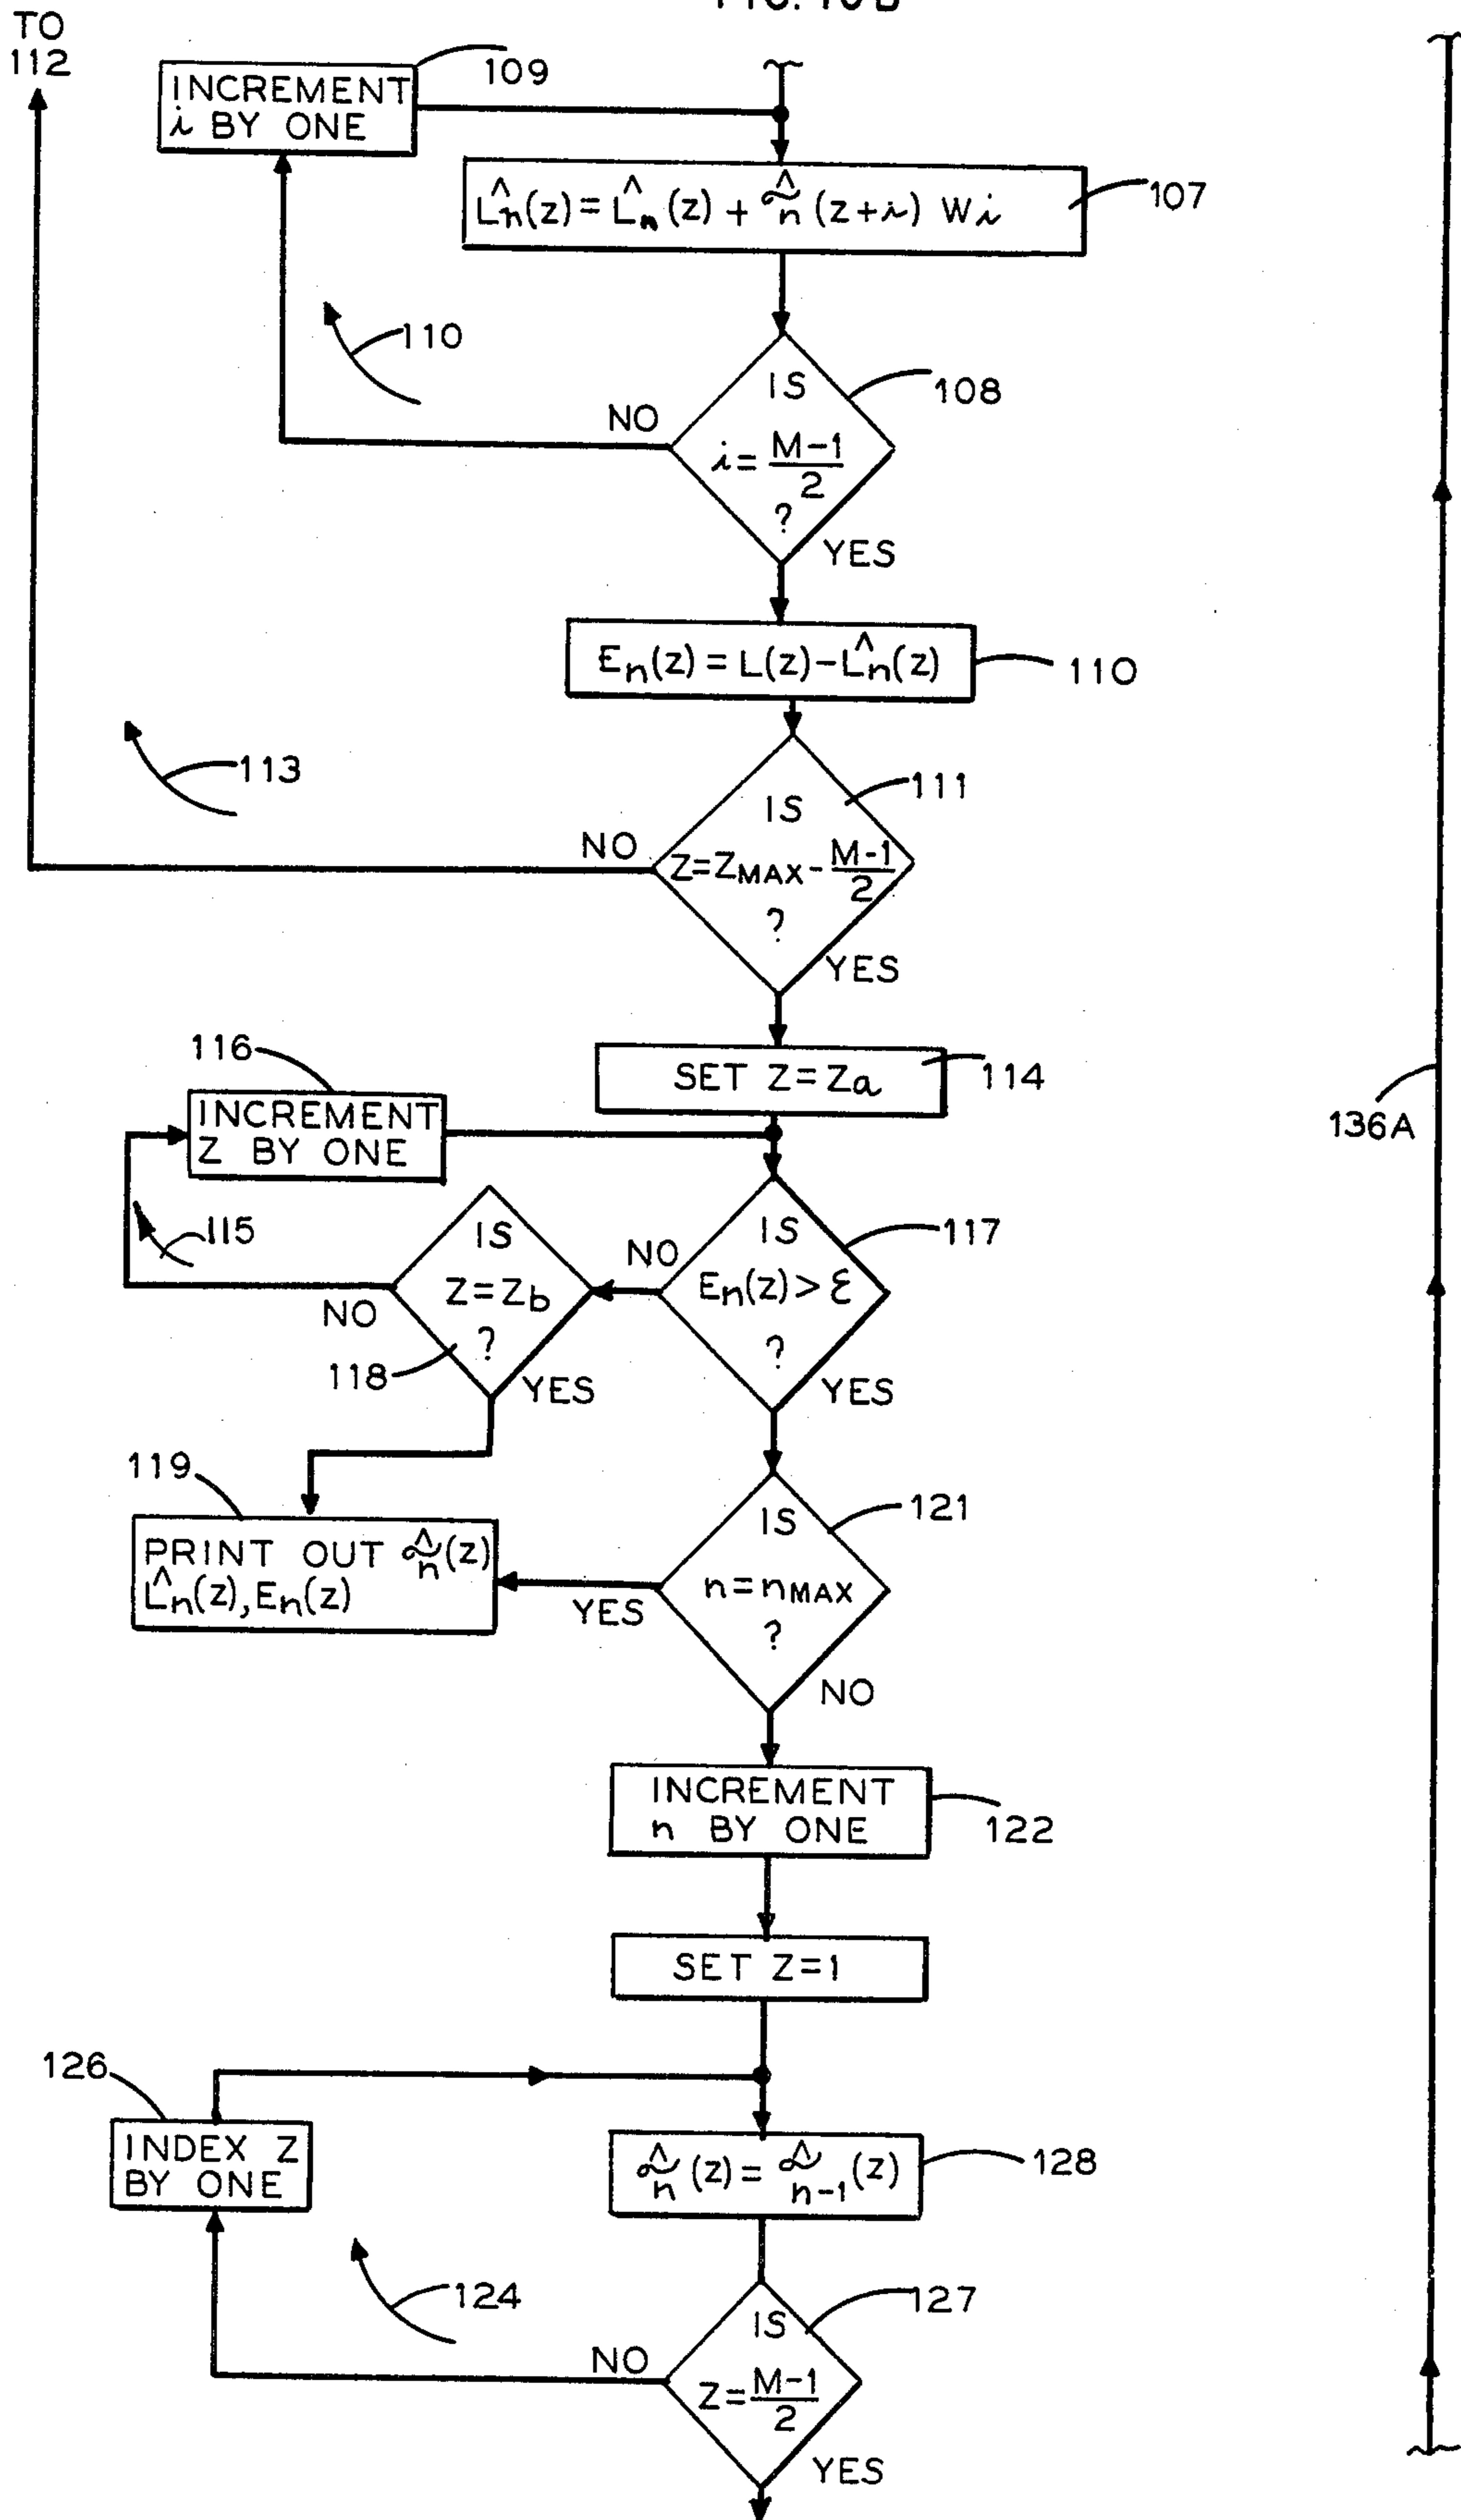 TO
112
INCREMENT
i BY ONE
109
L̂n(z) = L̂n(z) + α̂n(z+i) Wi
107
110
IS
i = M-1
2
?
108
NO
YES
En(z) = L(z) - L̂n(z)
110
113
IS
Z = ZMAX - M-1
2
?
111
NO
YES
SET Z = Za
114
116
INCREMENT
Z BY ONE
136A
115
IS
Z = Zb
?
NO
118
YES
NO
IS
En(z) > ε
?
117
YES
119
PRINT OUT α̂n(z)
L̂n(z), En(z)
IS
n = nMAX
?
121
YES
NO
INCREMENT
n BY ONE
122
SET Z = 1
126
INDEX Z
BY ONE
α̂n(z) = α̂n-1(z)
128
124
IS
Z = M-1
2
127
NO
YES